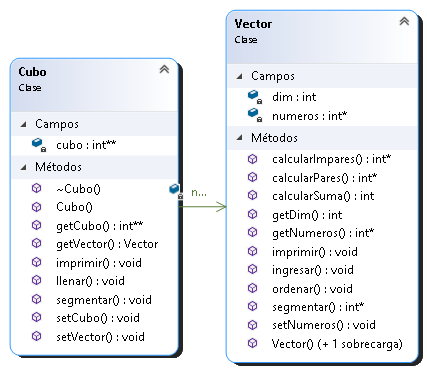 Cubo
Clase
Campos
cubo : int**
Métodos
~Cubo()
Cubo()
getCubo() : int**
getVector() : Vector
imprimir() : void
llenar() : void
segmentar() : void
setCubo() : void
setVector() : void
n...
Vector
Clase
Campos
dim : int
numeros : int*
Métodos
calcularImpares() : int*
calcularPares() : int*
calcularSuma() : int
getDim() : int
getNumeros() : int*
imprimir() : void
ingresar() : void
ordenar() : void
segmentar() : int*
setNumeros() : void
Vector() (+ 1 sobrecarga)